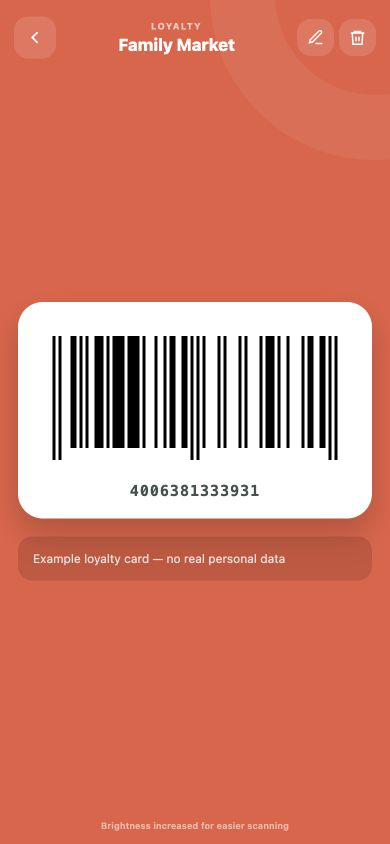 LOYALTY
Family Market
4006381333931
Example loyalty card — no real personal data
Brightness increased for easier scanning